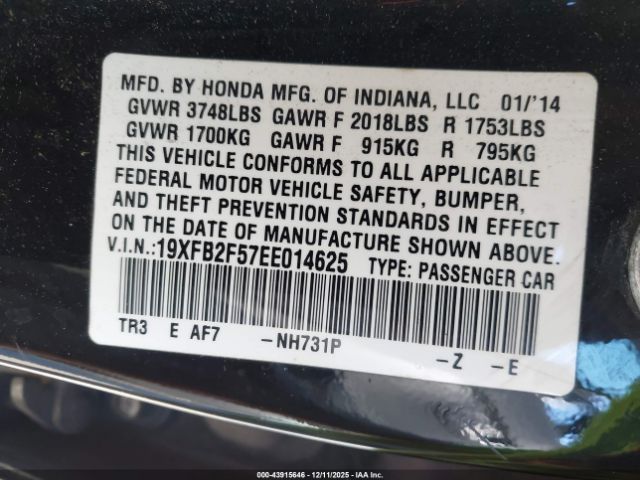 MFD. BY HONDA MFG. OF INDIANA, LLC 01/'14
GVWR 3748LBS GAWR F 2018LBS R 1753LBS
GVWR 1700KG GAWR F 915KG R 795KG
THIS VEHICLE CONFORMS TO ALL APPLICABLE
FEDERAL MOTOR VEHICLE SAFETY, BUMPER,
AND THEFT PREVENTION STANDARDS IN EFFECT
ON THE DATE OF MANUFACTURE SHOWN ABOVE.
V.I.N.:19XFB2F57EE014625 TYPE: PASSENGER CAR
TR3 E AF7 -NH731P -Z -E
000-43915646 - 12/11/2025 - IAA Inc.